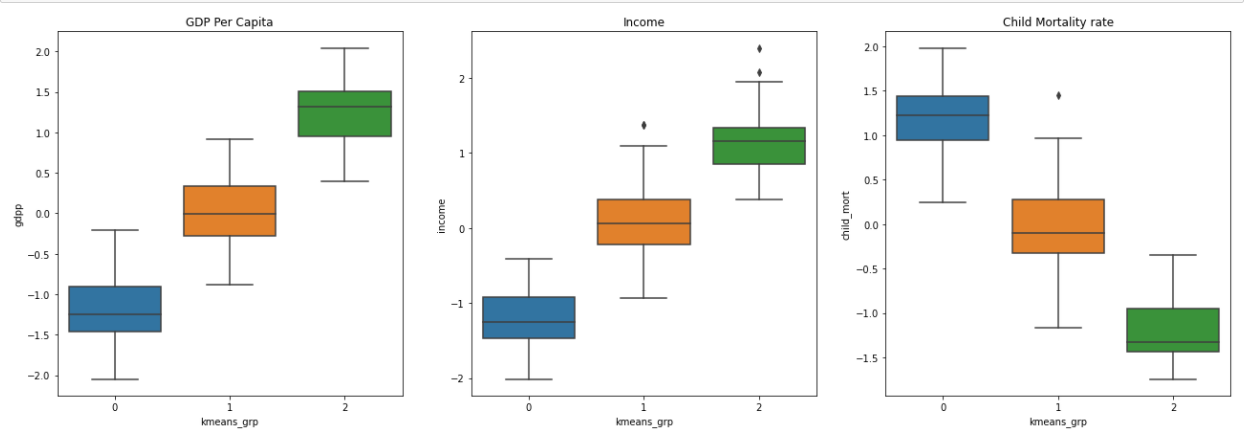 GDP Per Capita
2.0
1.5
1.0
0.5
0.0
−0.5
−1.0
−1.5
−2.0
gdpp
0 1 2
kmeans_grp
Income
2
1
0
−1
−2
income
0 1 2
kmeans_grp
Child Mortality rate
2.0
1.5
1.0
0.5
0.0
−0.5
−1.0
−1.5
child_mort
0 1 2
kmeans_grp